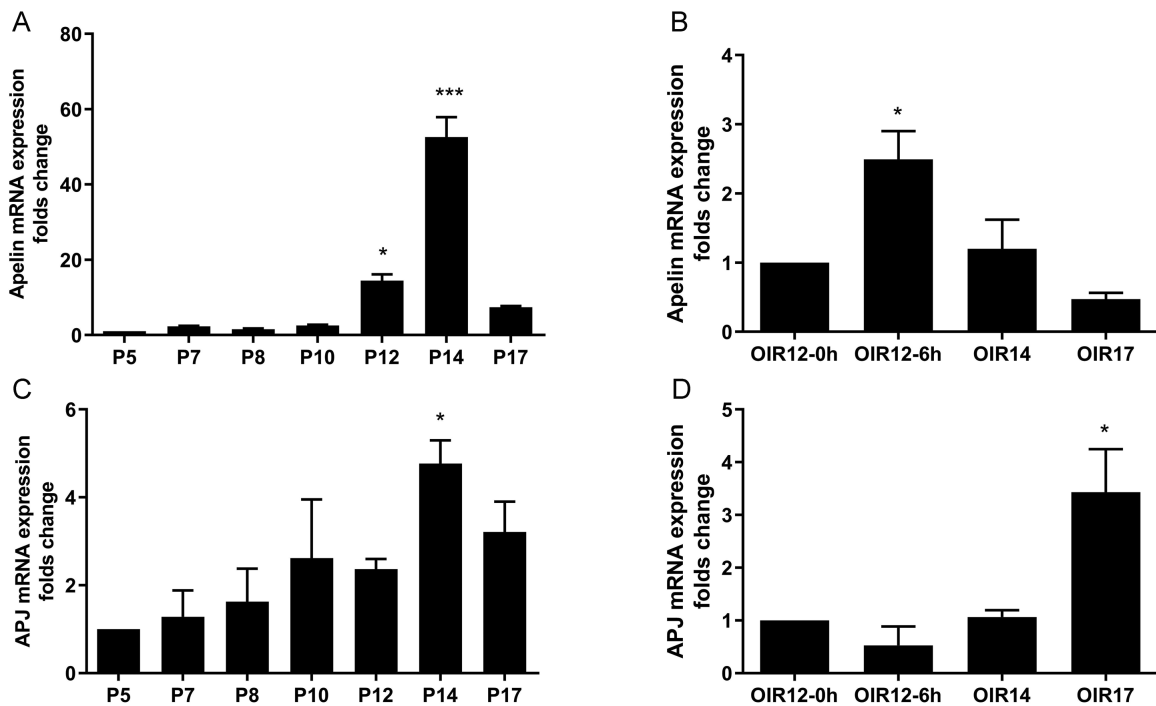 A
Apelin mRNA expression
folds change
80
60
40
20
0
*
***
P5 P7 P8 P10 P12 P14 P17
B
Apelin mRNA expression
folds change
4
3
2
1
0
*
OIR12-0h OIR12-6h OIR14 OIR17
C
APJ mRNA expression
folds change
6
4
2
0
*
P5 P7 P8 P10 P12 P14 P17
D
APJ mRNA expression
folds change
5
4
3
2
1
0
*
OIR12-0h OIR12-6h OIR14 OIR17